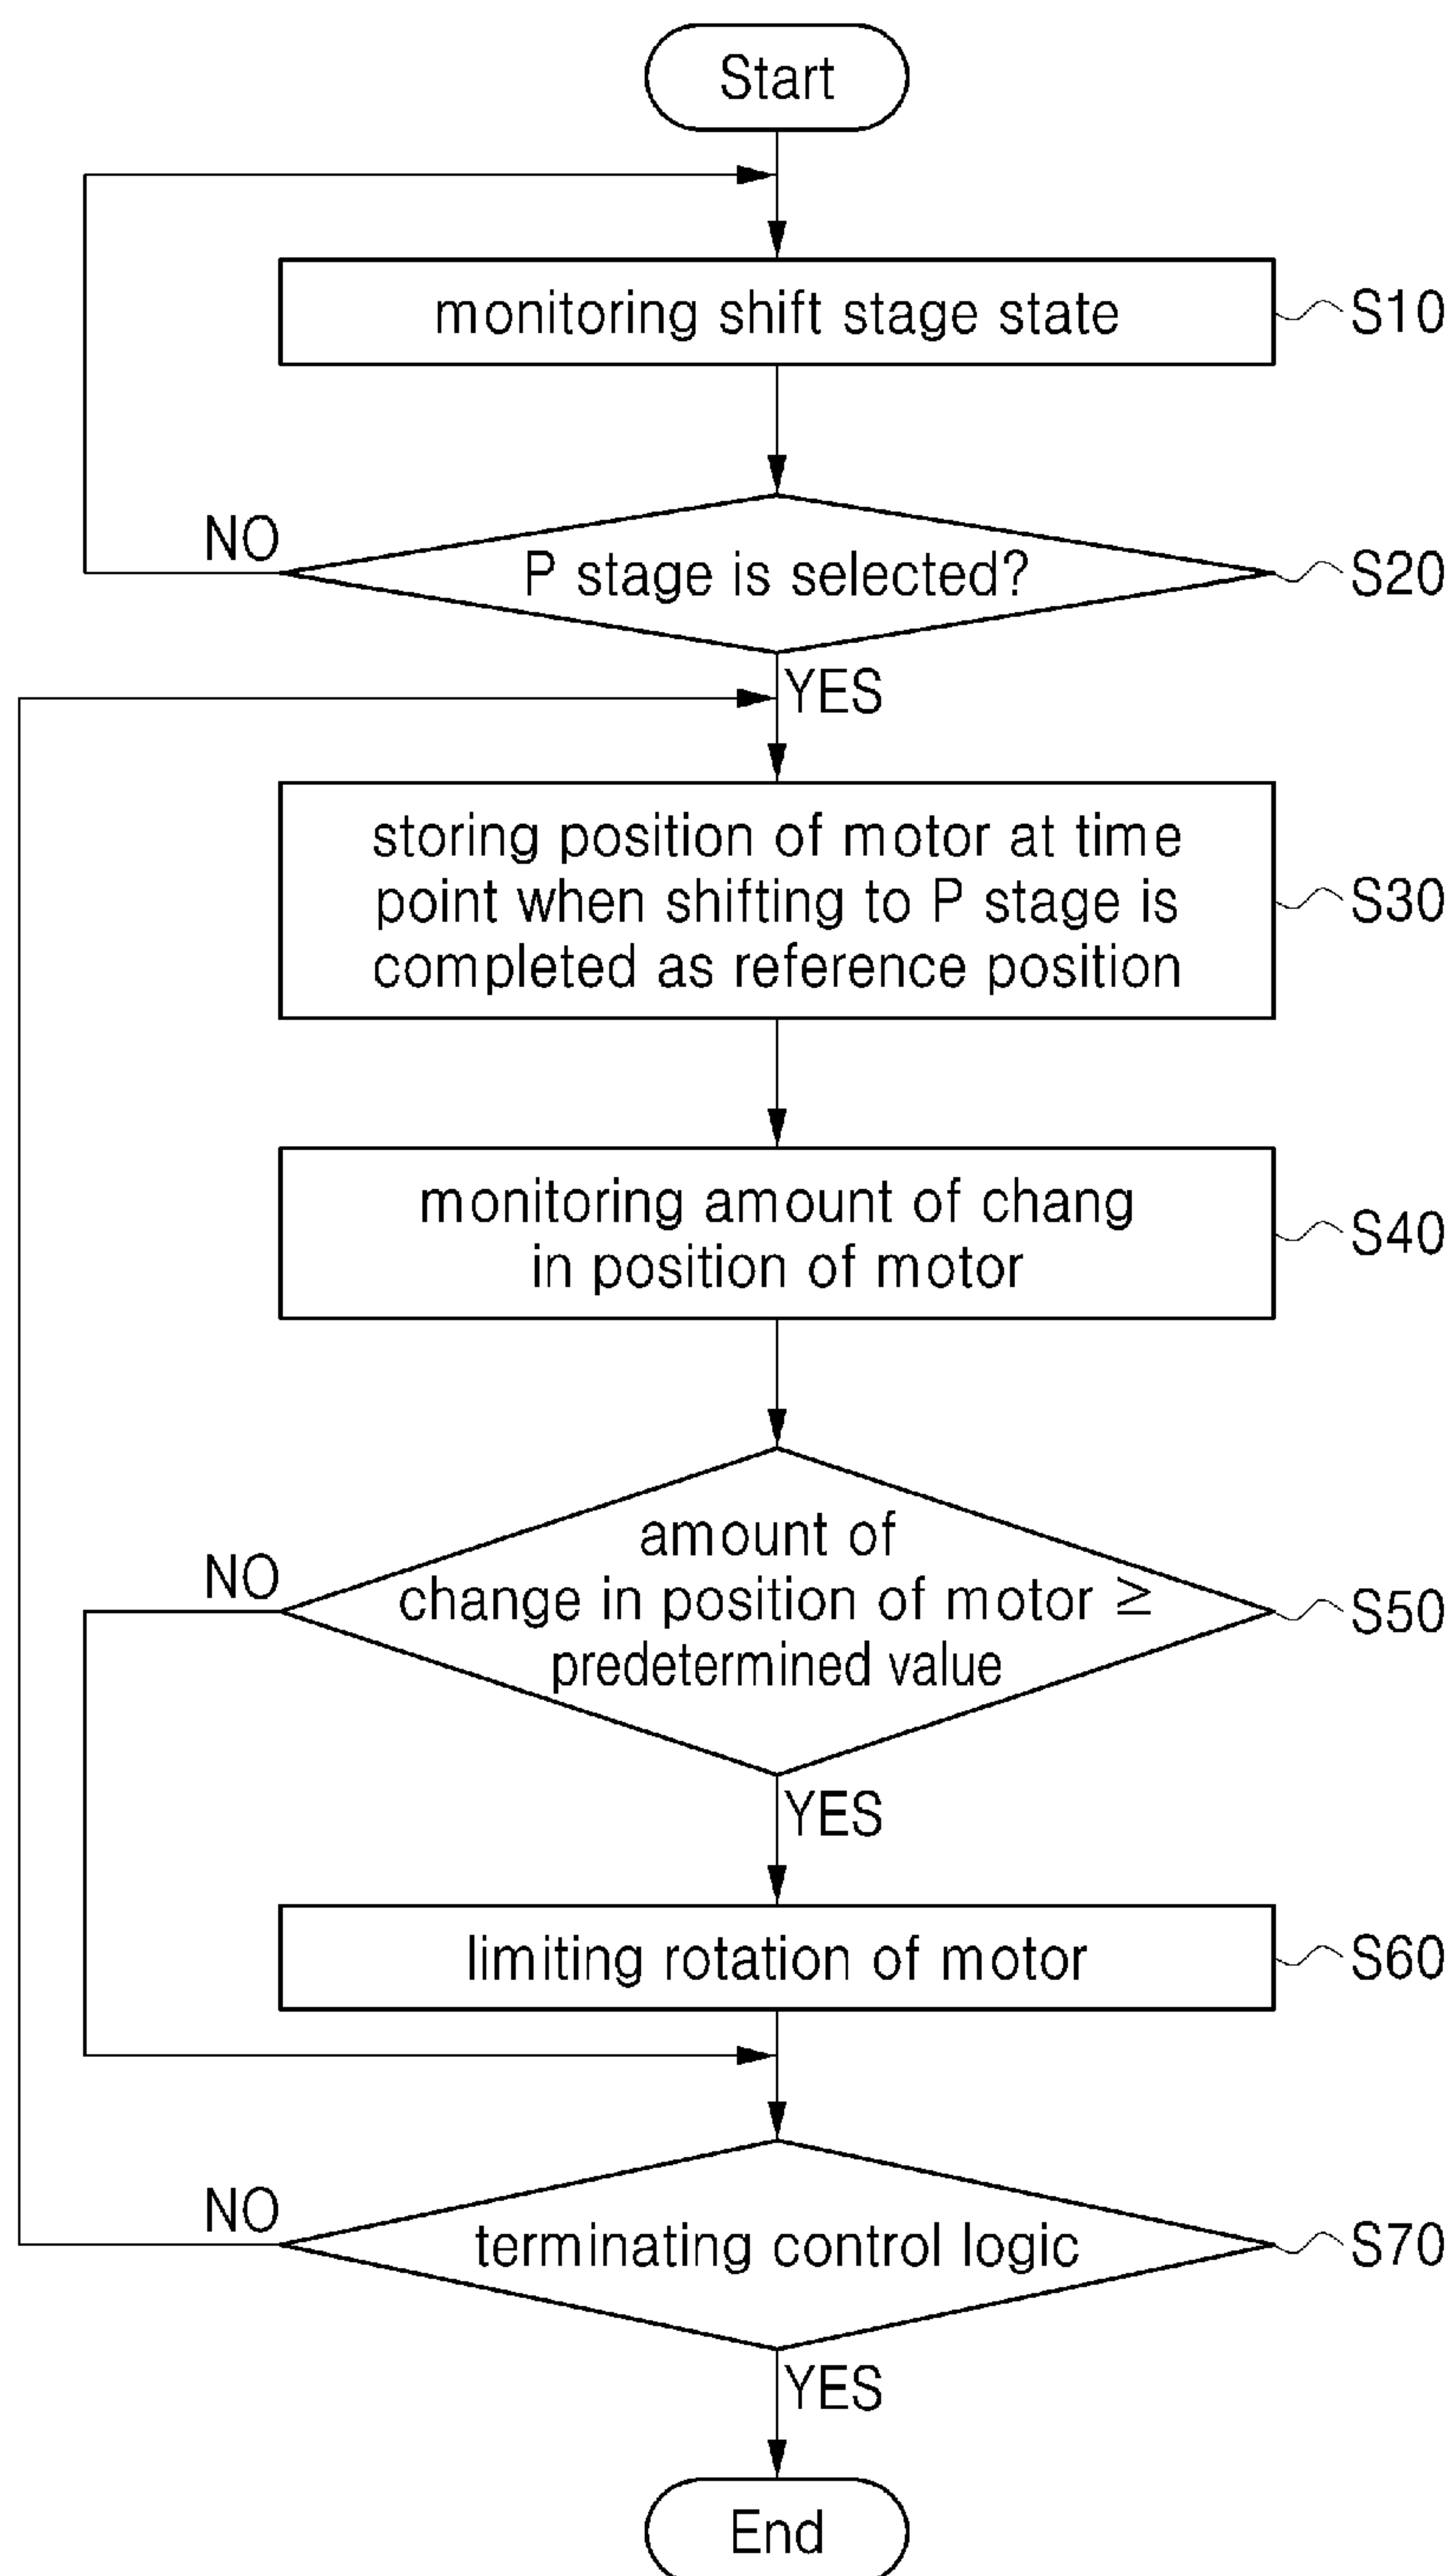 Start
monitoring shift stage state
S10
NO
P stage is selected?
S20
YES
storing position of motor at time
point when shifting to P stage is
completed as reference position
S30
monitoring amount of chang
in position of motor
S40
NO
amount of
change in position of motor ≥
predetermined value
S50
YES
limiting rotation of motor
S60
NO
terminating control logic
S70
YES
End